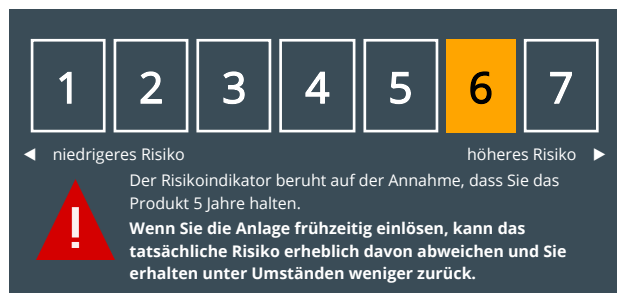 1 2 3 4 5 6 7
◄ niedrigeres Risiko höheres Risiko ►
Der Risikoindikator beruht auf der Annahme, dass Sie das
Produkt 5 Jahre halten.
!
Wenn Sie die Anlage frühzeitig einlösen, kann das
tatsächliche Risiko erheblich davon abweichen und Sie
erhalten unter Umständen weniger zurück.